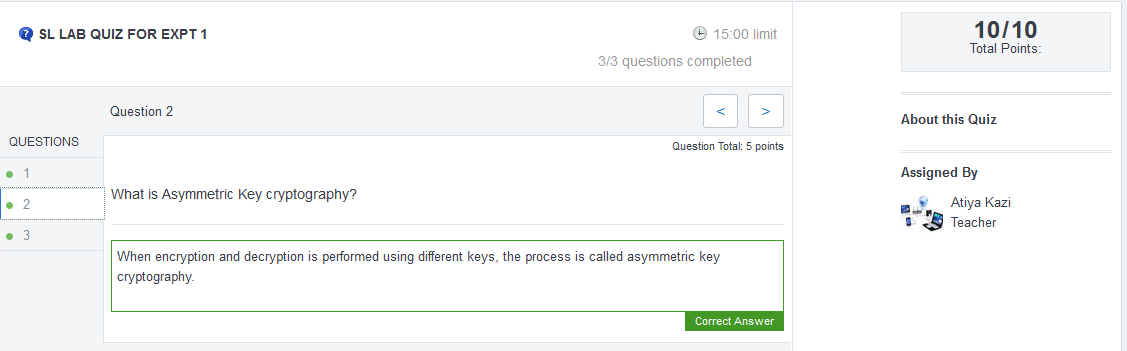 SL LAB QUIZ FOR EXPT 1
15:00 limit
3/3 questions completed
10/10
Total Points:
Question 2
<
>
About this Quiz
QUESTIONS
Question Total: 5 points
1
2
3
What is Asymmetric Key cryptography?
Assigned By
Atiya Kazi
Teacher
When encryption and decryption is performed using different keys, the process is called asymmetric key
cryptography.
Correct Answer